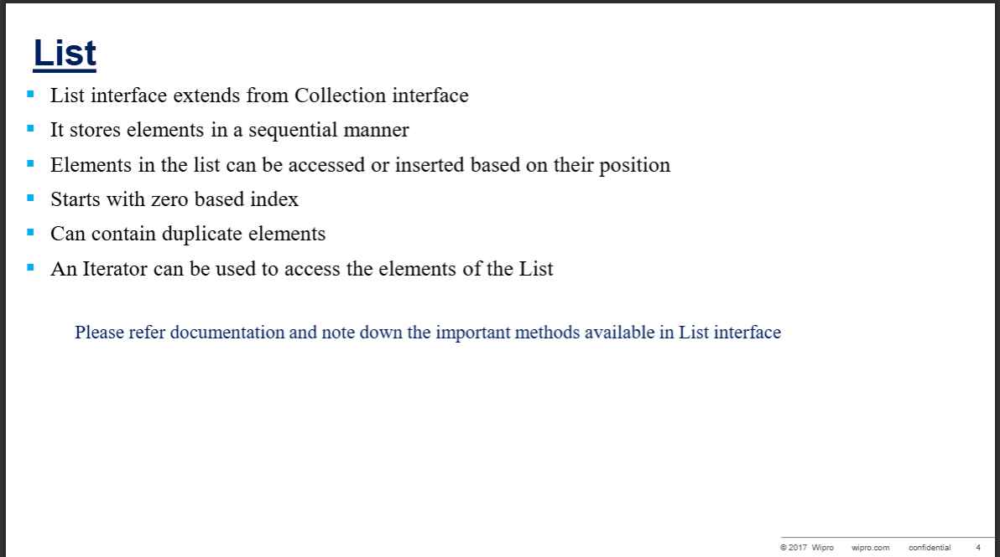 List
▪ List interface extends from Collection interface
▪ It stores elements in a sequential manner
▪ Elements in the list can be accessed or inserted based on their position
▪ Starts with zero based index
▪ Can contain duplicate elements
▪ An Iterator can be used to access the elements of the List
Please refer documentation and note down the important methods available in List interface
© 2017 Wipro wipro.com confidential 4